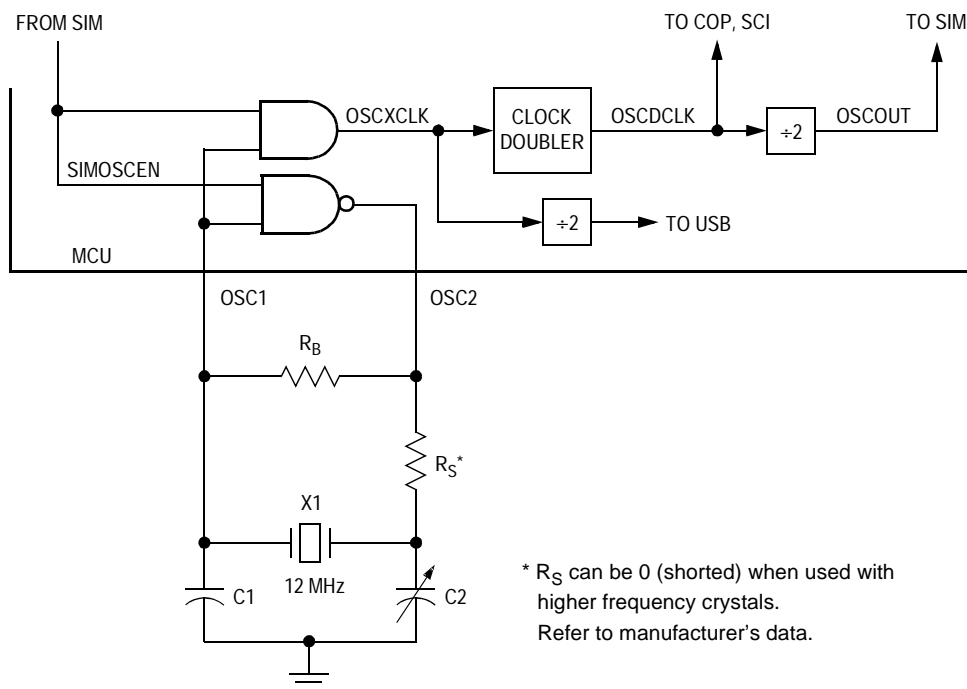 FROM SIM
TO COP, SCI
TO SIM
OSCXCLK
CLOCK
DOUBLER
OSCDCLK
÷2
OSCOUT
SIMOSCEN
÷2
TO USB
MCU
OSC1
OSC2
RB
RS*
X1
12 MHz
C1
C2
* RS can be 0 (shorted) when used with
higher frequency crystals.
Refer to manufacturer’s data.